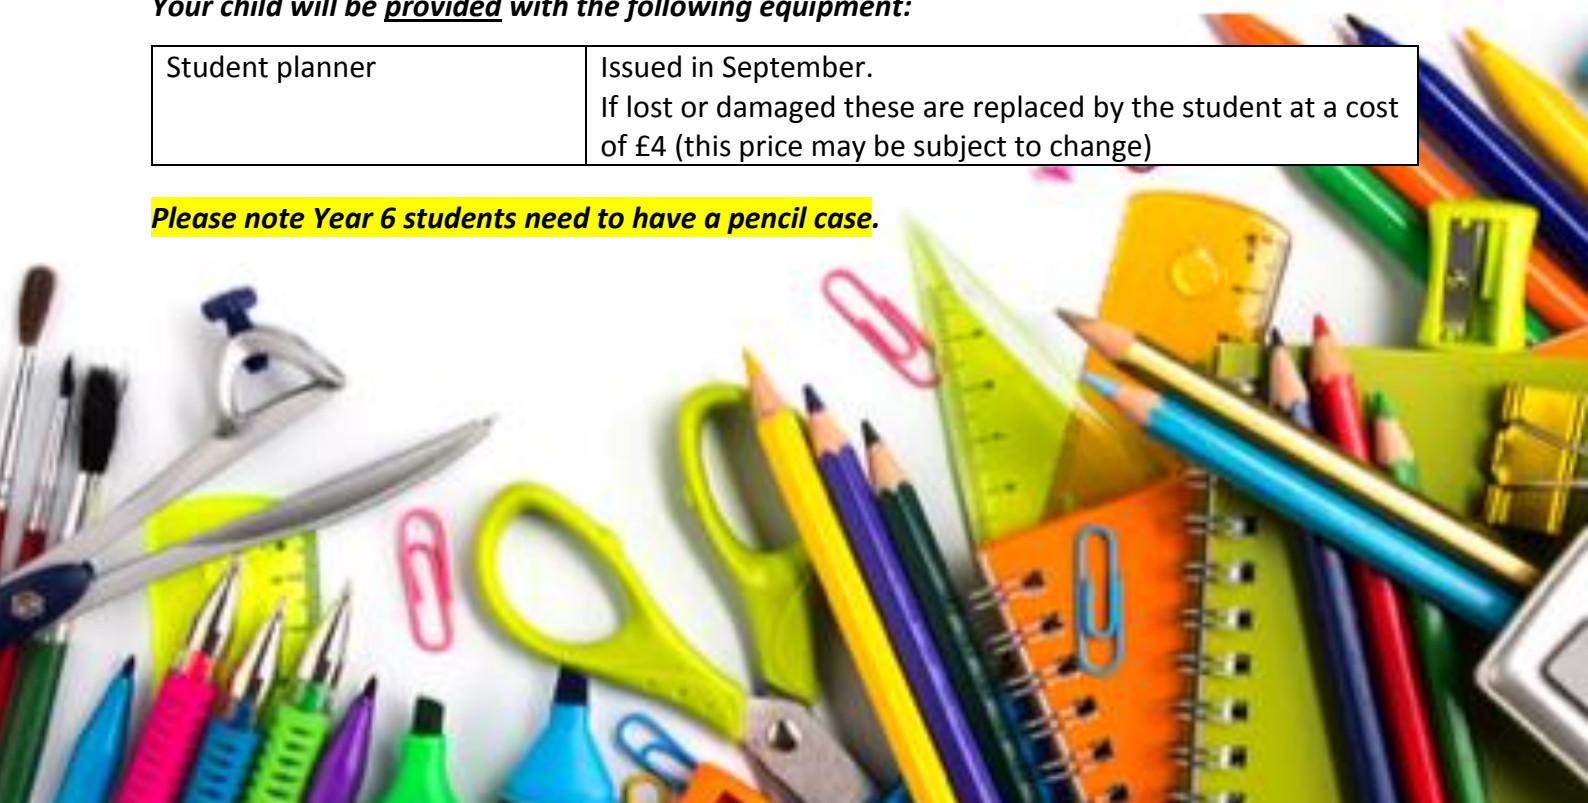 Your child will be provided with the following equipment:
Student planner
Issued in September.
If lost or damaged these are replaced by the student at a cost
of £4 (this price may be subject to change)
Please note Year 6 students need to have a pencil case.